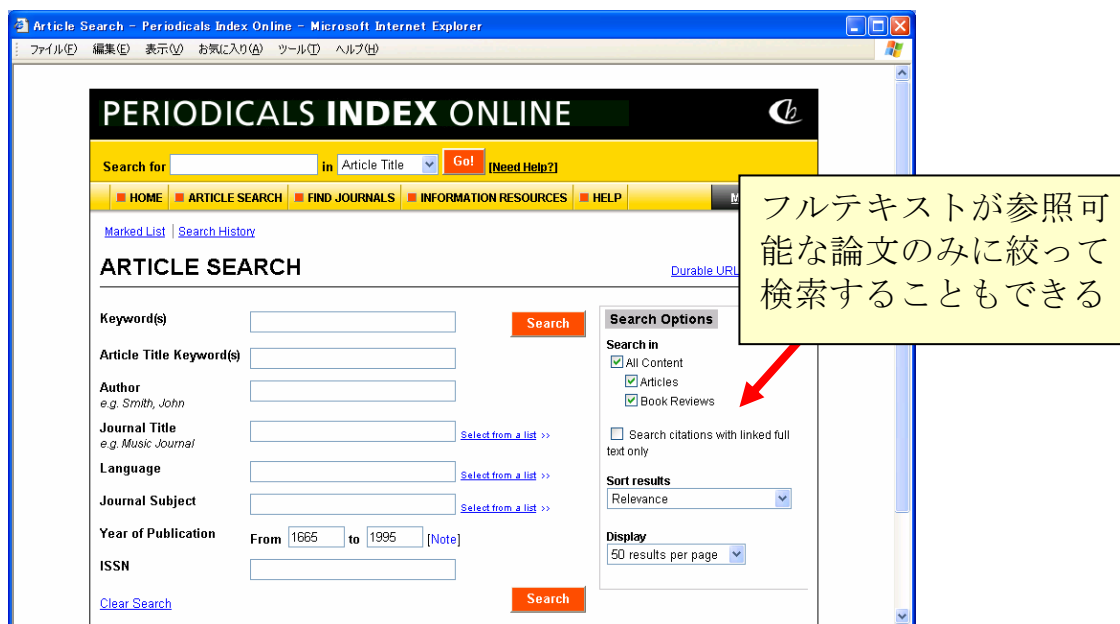 Article Search - Periodicals Index Online - Microsoft Internet Explorer
ファイル(F) 編集(E) 表示(V) お気に入り(A) ツール(T) ヘルプ(H)
PERIODICALS INDEX ONLINE
Search for in Article Title Go! [Need Help?]
HOME ARTICLE SEARCH FIND JOURNALS INFORMATION RESOURCES HELP
Marked List | Search History
ARTICLE SEARCH
Durable URL
フルテキストが参照可
能な論文のみに絞って
検索することもできる
Keyword(s)
Search
Article Title Keyword(s)
Author
e.g. Smith, John
Journal Title
e.g. Music Journal
Select from a list >>
Language
Select from a list >>
Journal Subject
Select from a list >>
Year of Publication From 1665 to 1995 [Note]
ISSN
Clear Search
Search
Search Options
Search in
All Content
Articles
Book Reviews
Search citations with linked full
text only
Sort results
Relevance
Display
50 results per page